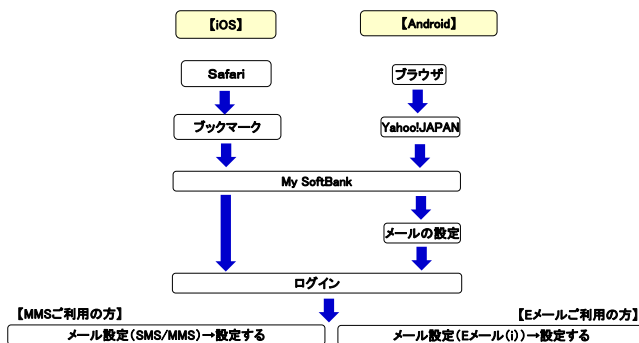 【iOS】
【Android】
Safari
ブラウザ
ブックマーク
Yahoo!JAPAN
My SoftBank
メールの設定
ログイン
【MMSご利用の方】
【Eメールご利用の方】
メール設定(SMS/MMS)→設定する
メール設定(Eメール(i))→設定する